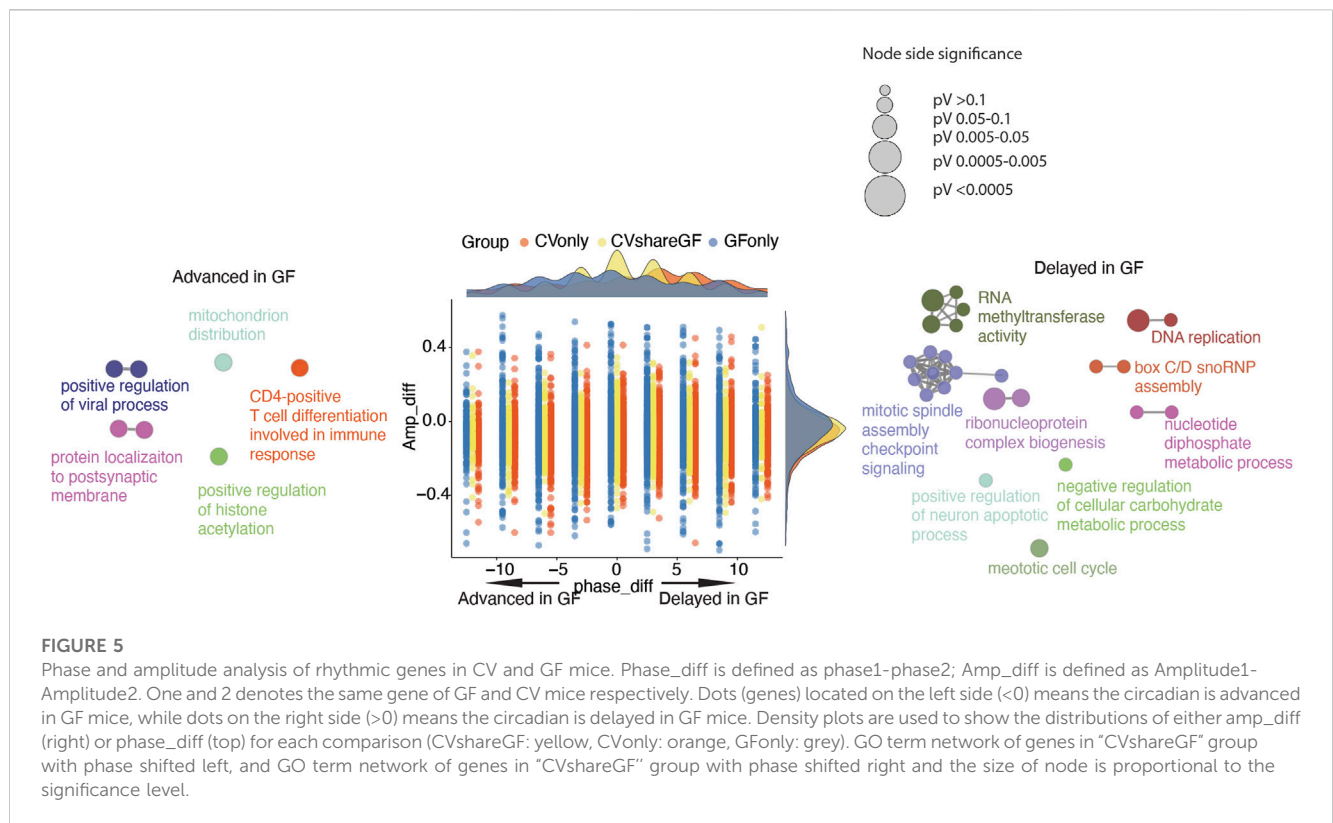 Node side significance
pV >0.1
pV 0.05-0.1
pV 0.005-0.05
pV 0.0005-0.005
pV <0.0005
Group CVonly CVshareGF GFonly
Advanced in GF
mitochondrion
distribution
positive regulation
of viral process
CD4-positive
T cell differentiation
involved in immune
response
protein localizaiton
to postsynaptic
membrane
positive regulation
of histone
acetylation
Amp_diff
0.4
0.0
−0.4
−10 −5 0 5 10
phase_diff
Advanced in GF
Delayed in GF
Delayed in GF
RNA
methyltransferase
activity
DNA replication
box C/D snoRNP
assembly
mitotic spindle
assembly
checkpoint
signaling
ribonucleoprotein
complex biogenesis
nucleotide
diphosphate
metabolic process
positive regulation
of neuron apoptotic
process
negative regulation
of cellular carbohydrate
metabolic process
meototic cell cycle
FIGURE 5
Phase and amplitude analysis of rhythmic genes in CV and GF mice. Phase_diff is defined as phase1-phase2; Amp_diff is defined as Amplitude1-
Amplitude2. One and 2 denotes the same gene of GF and CV mice respectively. Dots (genes) located on the left side (<0) means the circadian is advanced
in GF mice, while dots on the right side (>0) means the circadian is delayed in GF mice. Density plots are used to show the distributions of either amp_diff
(right) or phase_diff (top) for each comparison (CVshareGF: yellow, CVonly: orange, GFonly: grey). GO term network of genes in “CVshareGF” group
with phase shifted left, and GO term network of genes in “CVshareGF’’ group with phase shifted right and the size of node is proportional to the
significance level.